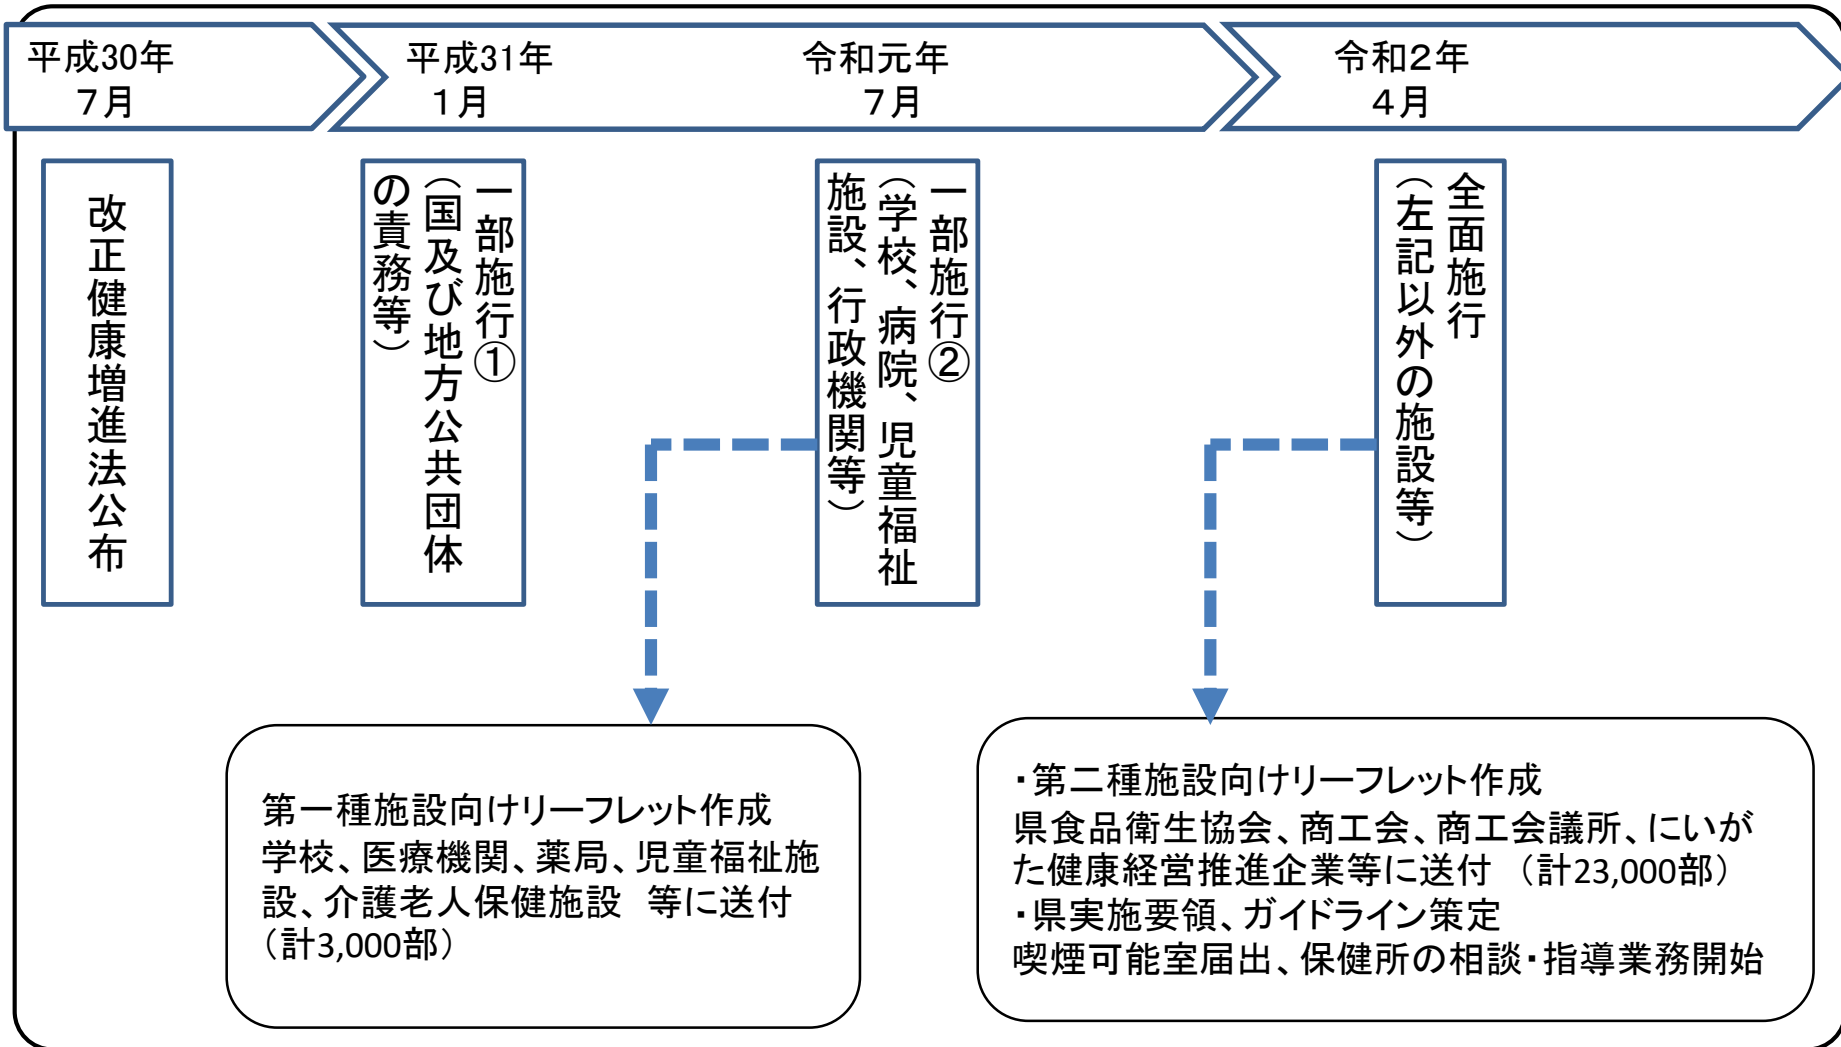 平成30年
7月
平成31年
1月
令和元年
7月
令和2年
4月
改正健康増進法公布
一部施行①
(国及び地方公共団体
の責務等)
一部施行②
(学校、病院、児童福祉
施設、行政機関等)
全面施行
(左記以外の施設等)
第一種施設向けリーフレット作成
学校、医療機関、薬局、児童福祉施
設、介護老人保健施設　等に送付
(計3,000部)
・第二種施設向けリーフレット作成
県食品衛生協会、商工会、商工会議所、にいが
た健康経営推進企業等に送付　(計23,000部)
・県実施要領、ガイドライン策定
喫煙可能室届出、保健所の相談・指導業務開始